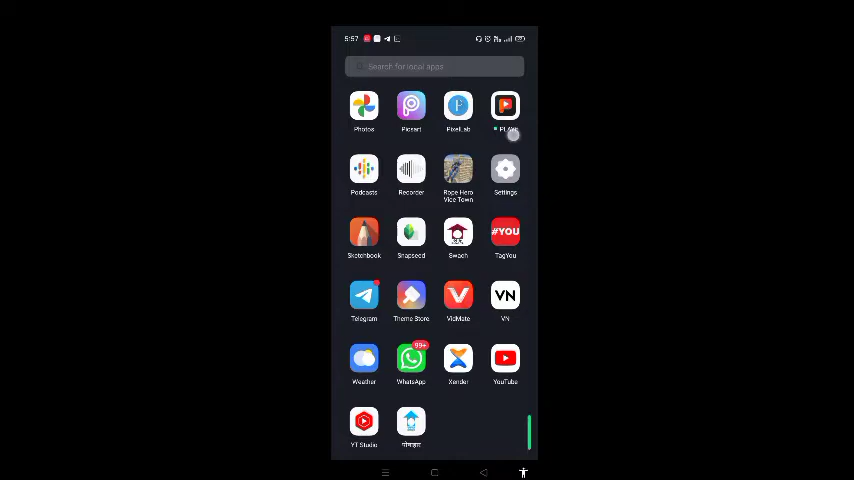 5:57
Search for local apps
Photos
Picsart
PixelLab
PLAYit
Podcasts
Recorder
Rope Hero
Vice Town
Settings
Sketchbook
Snapseed
Swach
#YOU
TagYou
Telegram
Theme Store
VidMate
VN
VN
Weather
99+
WhatsApp
Xender
YouTube
YT Studio